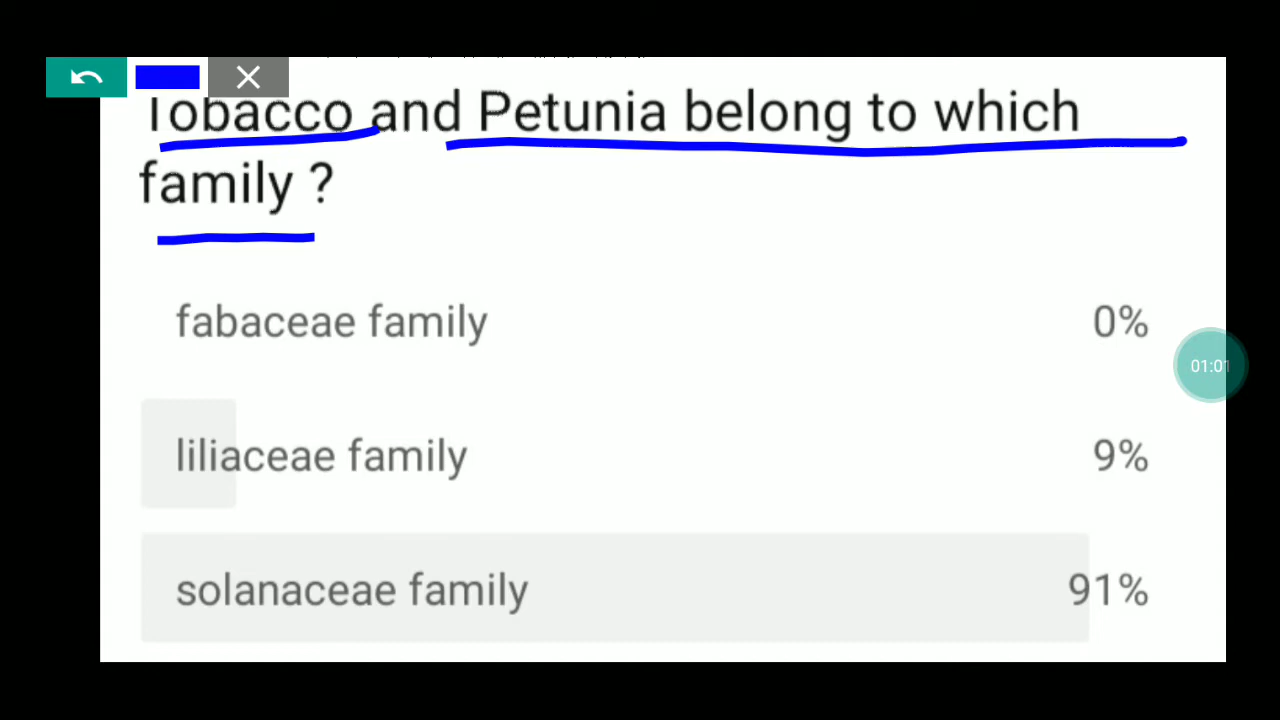 Tobacco and Petunia belong to which
family ?
fabaceae family 0%
liliaceae family 9%
solanaceae family 91%
01:01